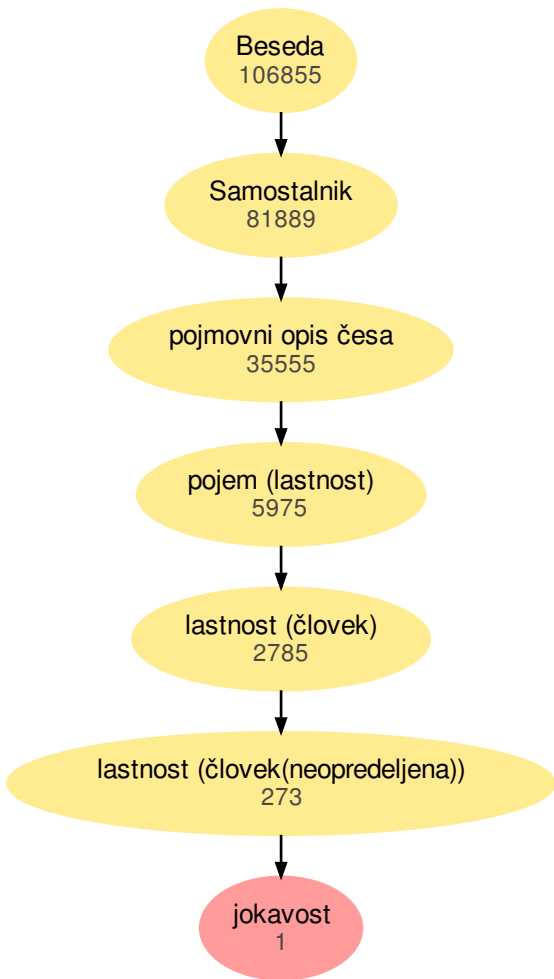 Beseda
106855
Samostalnik
81889
pojmovni opis česa
35555
pojem (lastnost)
5975
lastnost (človek)
2785
lastnost (človek(neopredeljena))
273
jokavost
1